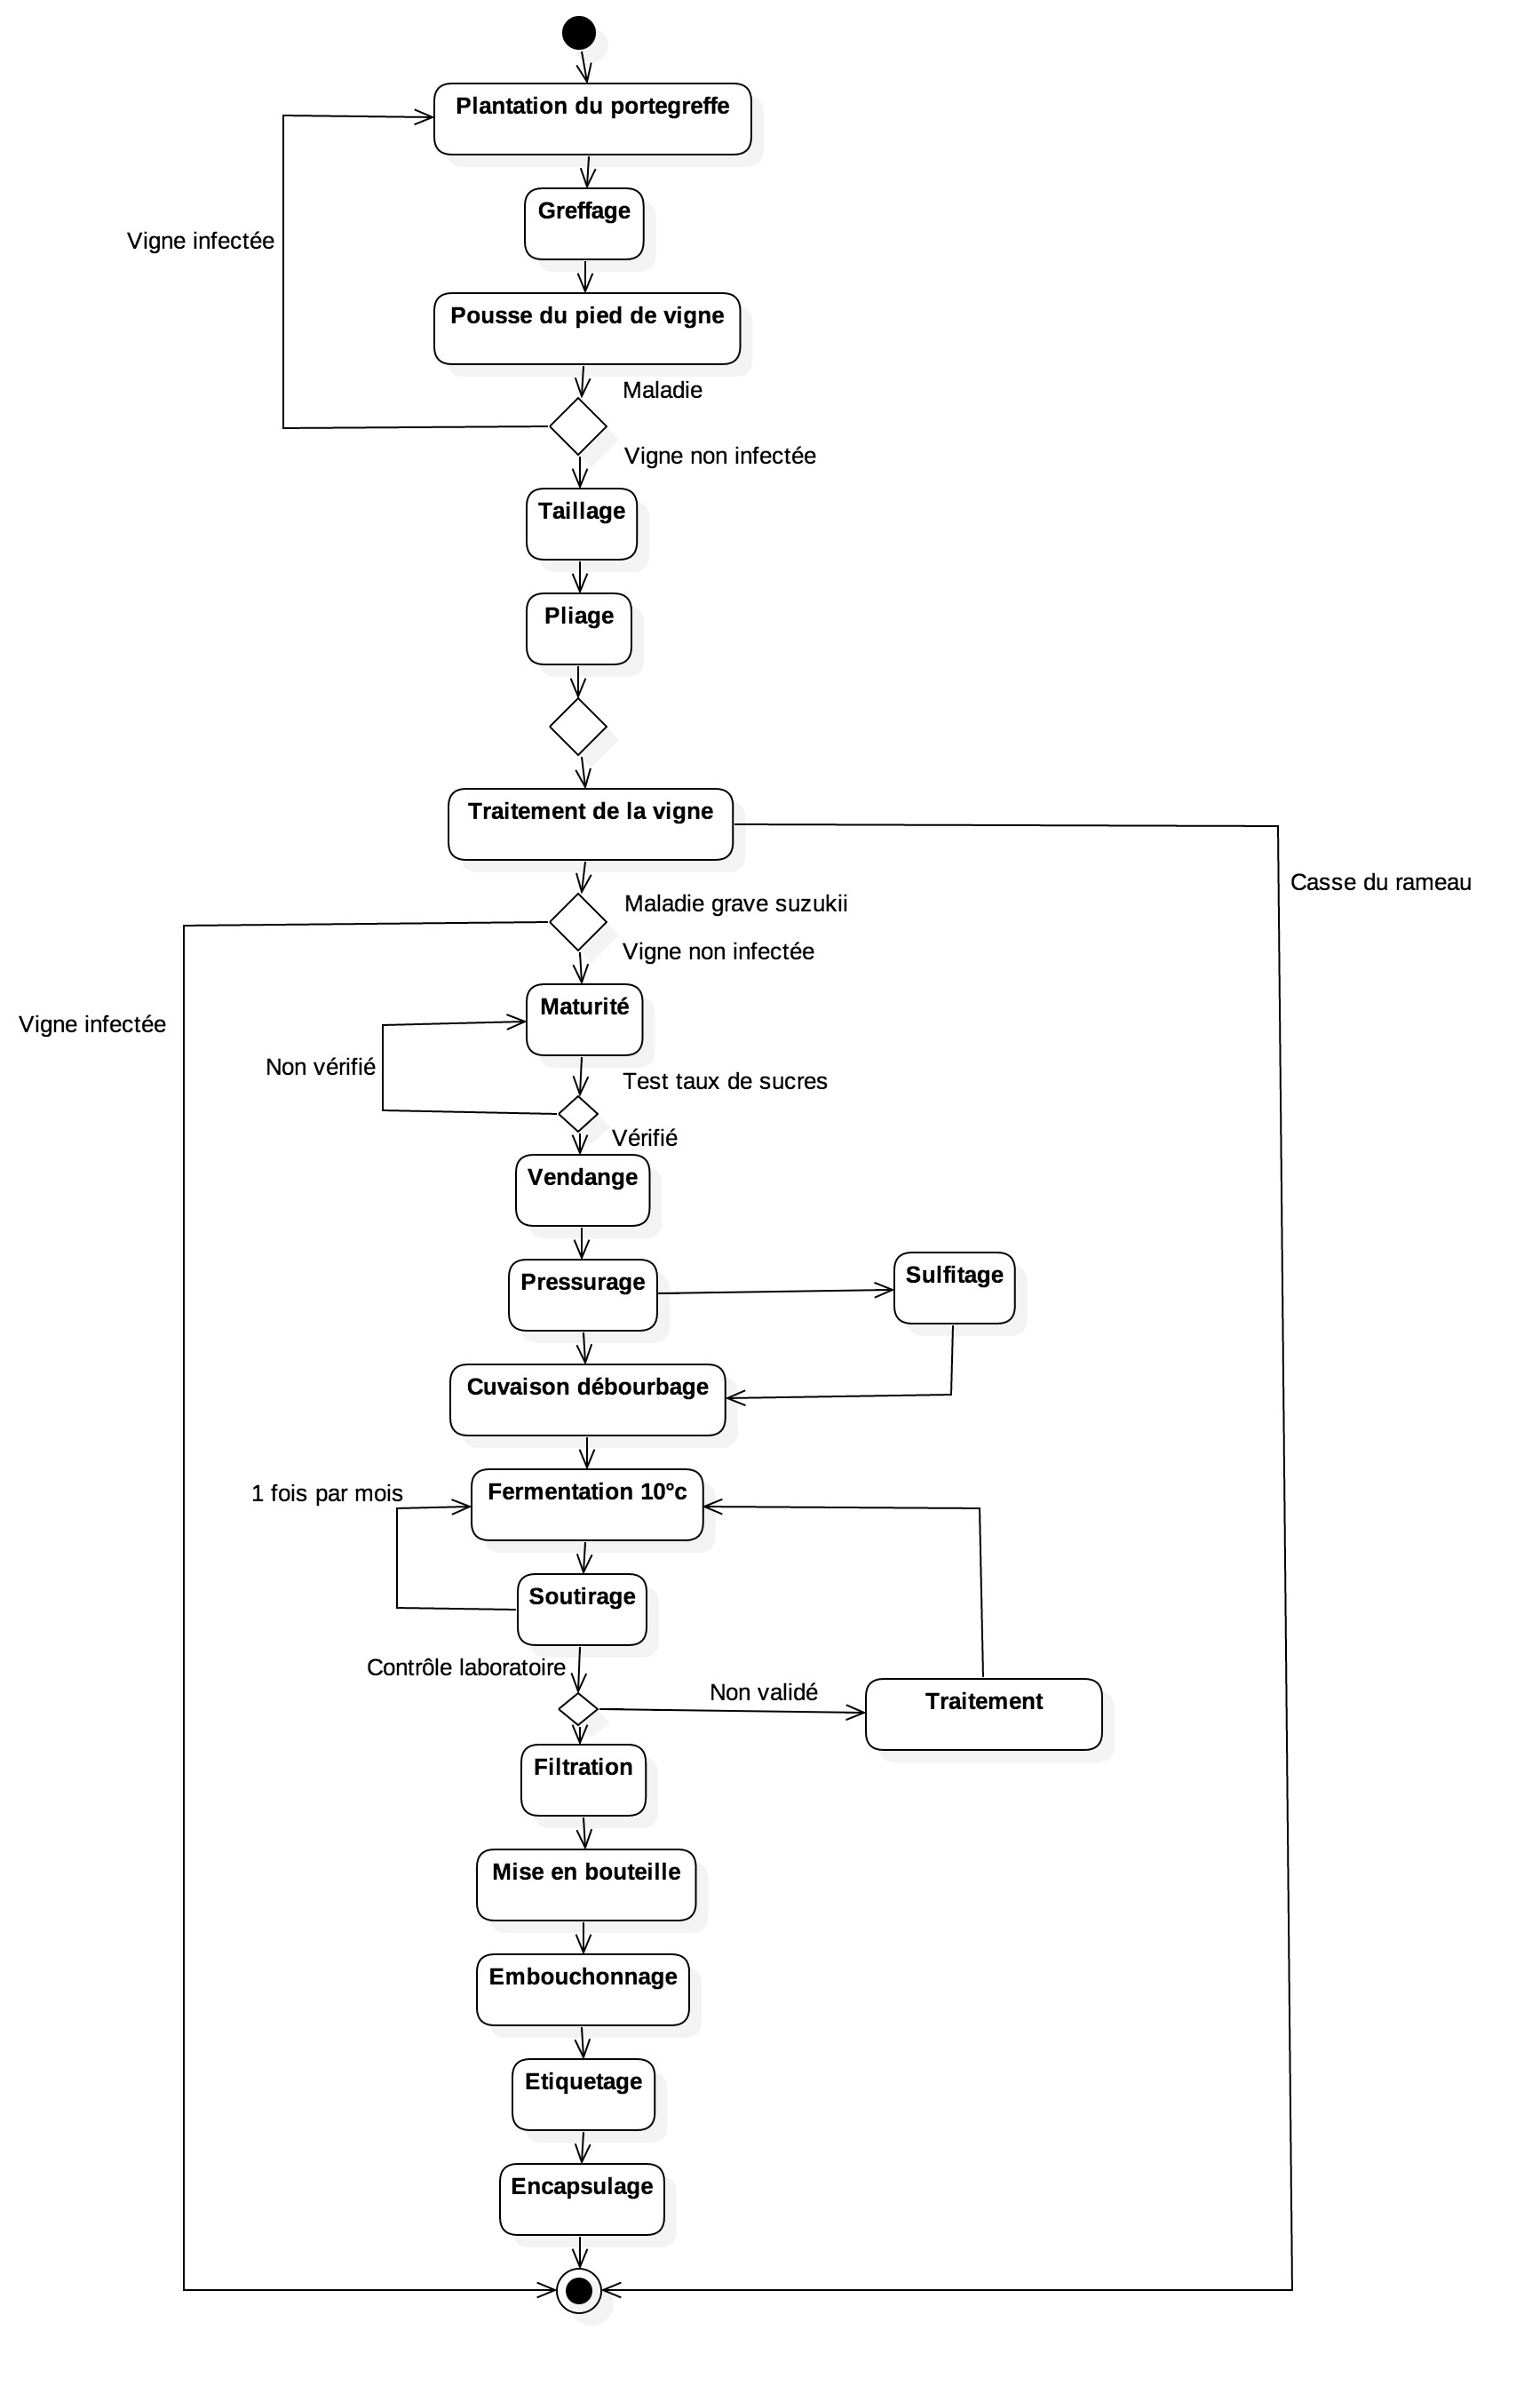 Plantation du portegreffe
Greffage
Vigne infectée
Pousse du pied de vigne
Maladie
Vigne non infectée
Taillage
Pliage
Traitement de la vigne
Casse du rameau
Maladie grave suzukii
Vigne non infectée
Maturité
Vigne infectée
Non vérifié
Test taux de sucres
Vérifié
Vendange
Pressurage
Sulfitage
Cuvaison débourbage
1 fois par mois
Fermentation 10°c
Soutirage
Contrôle laboratoire
Non validé
Traitement
Filtration
Mise en bouteille
Embouchonnage
Etiquetage
Encapsulage